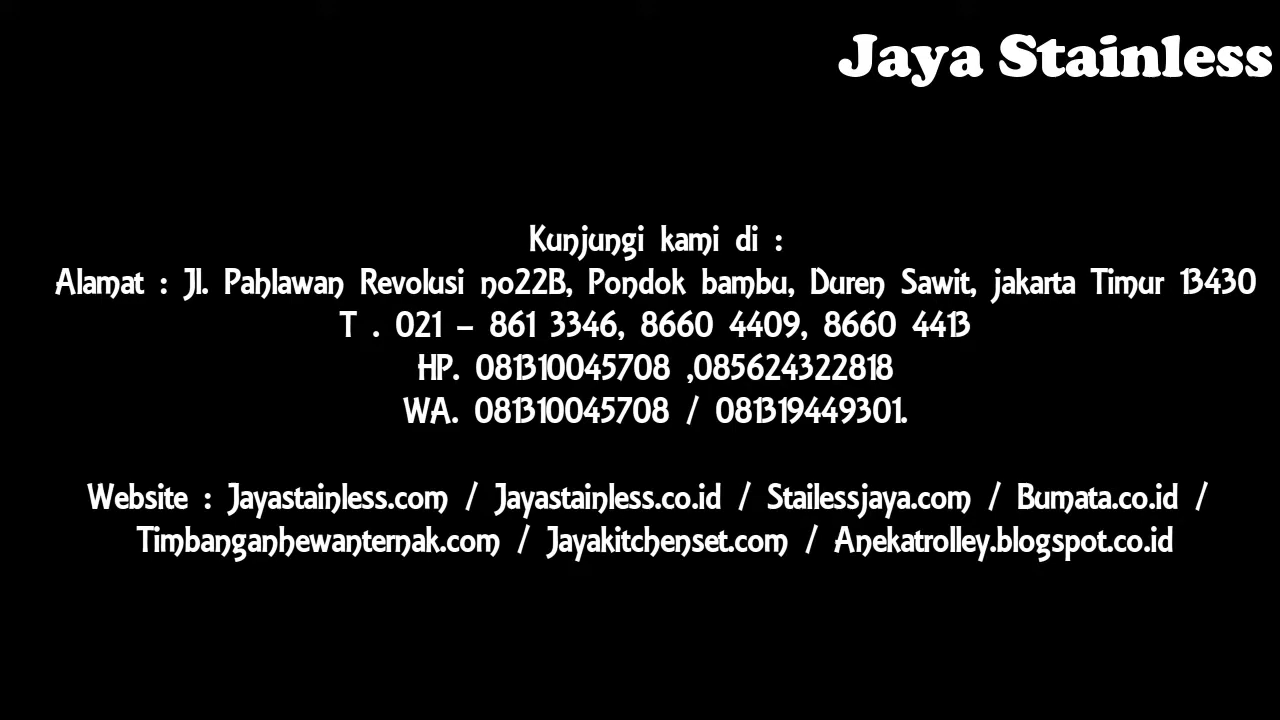 Jaya Stainless
Kunjungi kami di :
Alamat : Jl. Pahlawan Revolusi no22B, Pondok bambu, Duren Sawit, jakarta Timur 13430
T . 021 – 861 3346, 8660 4409, 8660 4413
HP. 081310045708 ,085624322818
WA. 081310045708 / 081319449301.
Website : Jayastainless.com / Jayastainless.co.id / Stailessjaya.com / Bumata.co.id /
Timbanganhewanternak.com / Jayakitchenset.com / Anekatrolley.blogspot.co.id